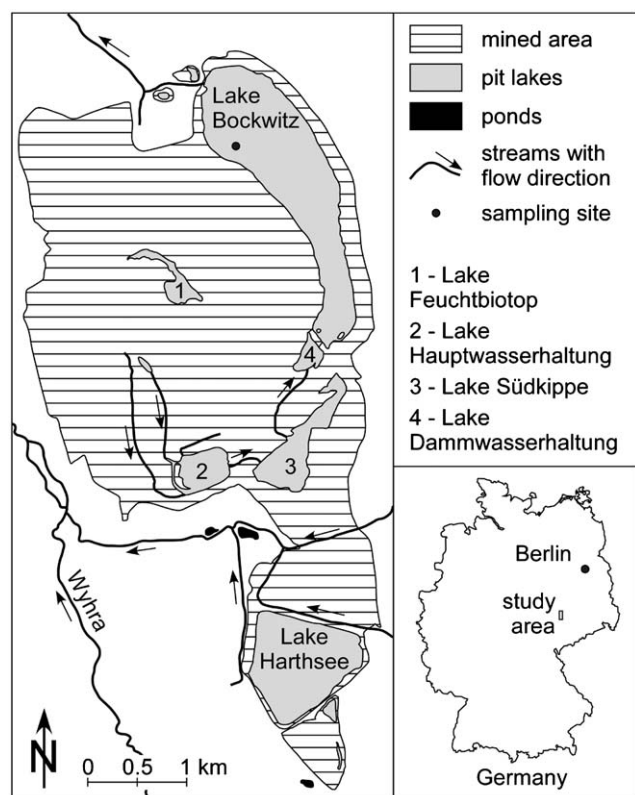 Lake
Bockwitz
1
4
2
3
Wyhra
Lake
Harthsee
N
0 0.5 1 km
mined area
pit lakes
ponds
streams with
flow direction
sampling site
1 - Lake
Feuchtbiotop
2 - Lake
Hauptwasserhaltung
3 - Lake Südkippe
4 - Lake
Dammwasserhaltung
Berlin
study
area
Germany